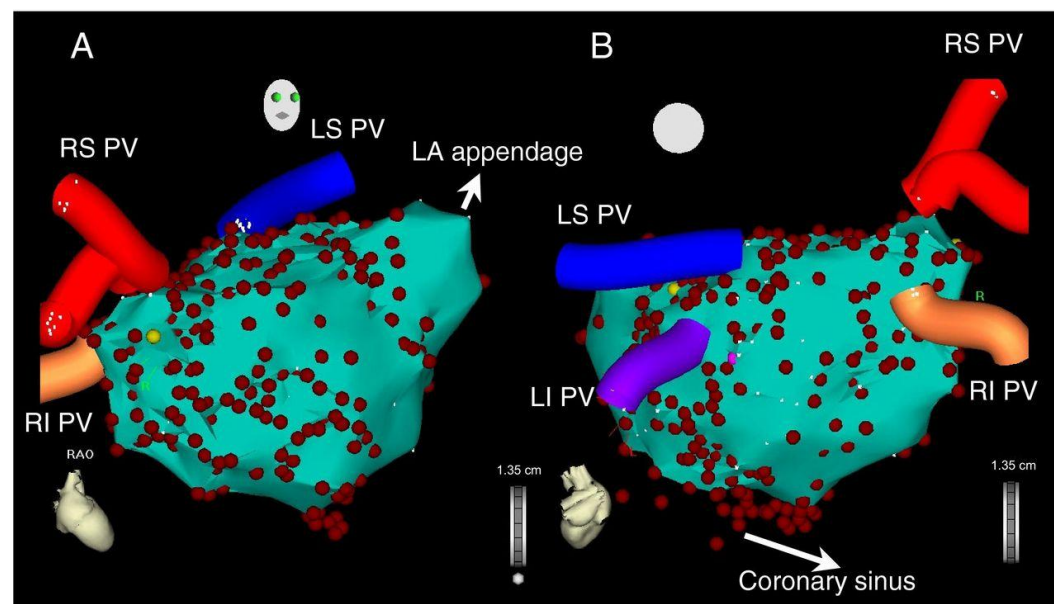 A
B
RS PV
LS PV
RS PV
LA appendage
LS PV
R
R
RI PV
LI PV
RI PV
RAO
1.35 cm
1.35 cm
Coronary sinus